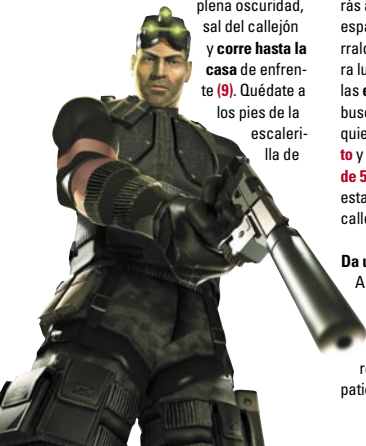 plena oscuridad,
sal del callejón
y corre hasta la
casa de enfren-
te (9). Quédate a
los pies de la
escaleri-
lla de
rás a
espa
rralo
ra lu
las e
busc
quie
to y
de 5
esta
calle
Da u
A
re
patio